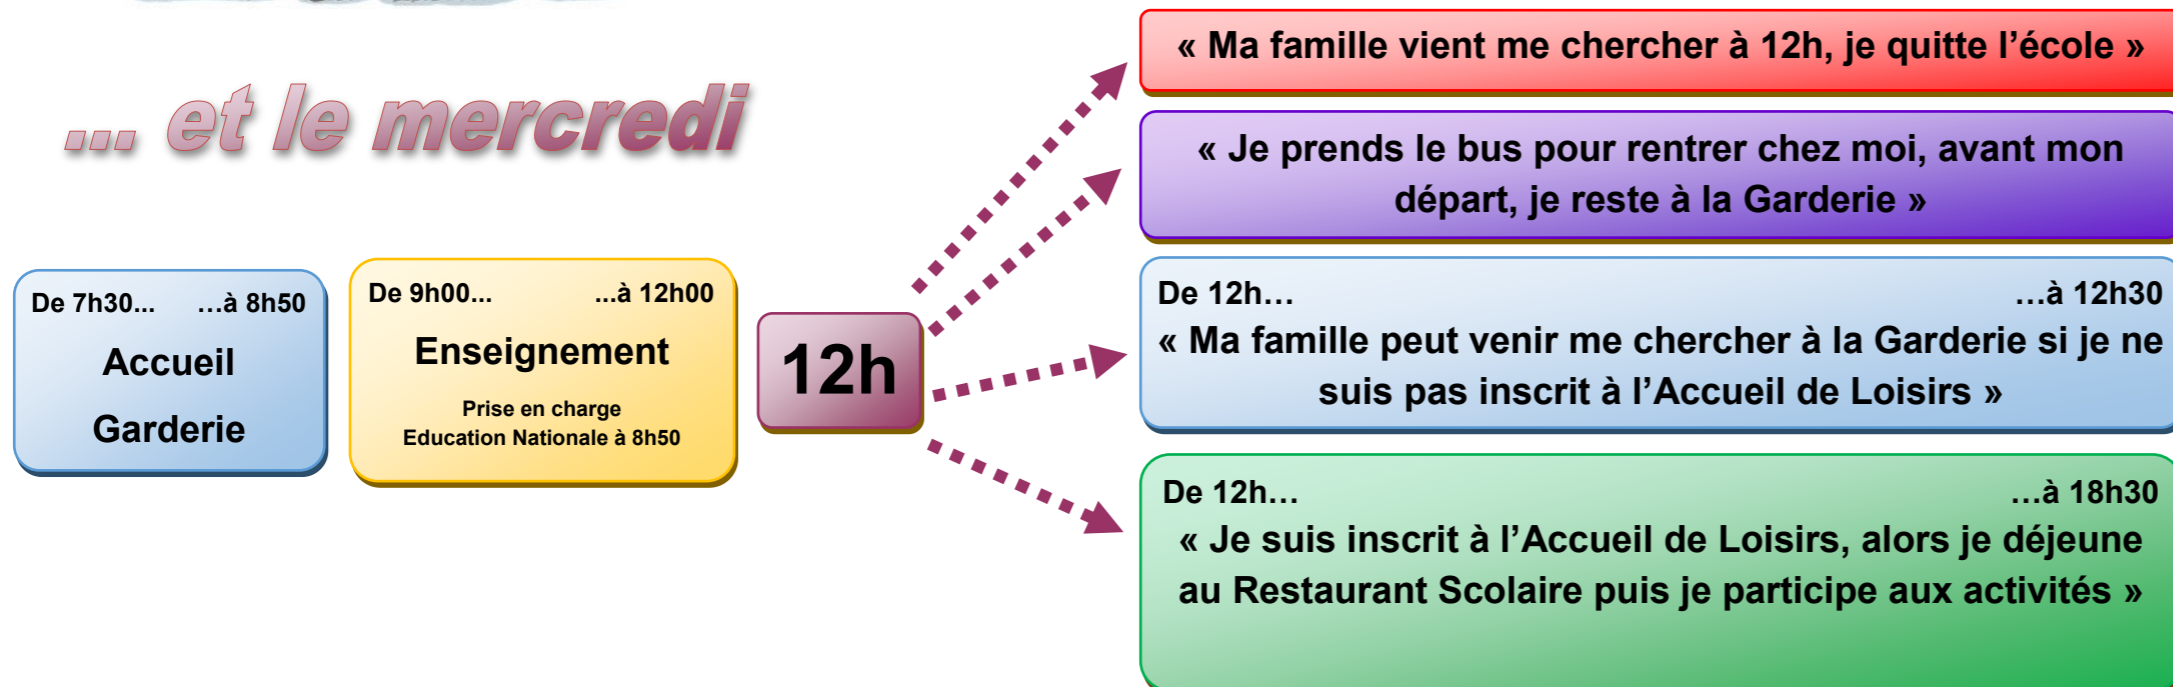 ... et le mercredi
De 7h30... …à 8h50
Accueil
Garderie
De 9h00... ...à 12h00
Enseignement
Prise en charge
Education Nationale à 8h50
12h
« Ma famille vient me chercher à 12h, je quitte l’école »
« Je prends le bus pour rentrer chez moi, avant mon
départ, je reste à la Garderie »
De 12h… …à 12h30
« Ma famille peut venir me chercher à la Garderie si je ne
suis pas inscrit à l’Accueil de Loisirs »
De 12h… …à 18h30
« Je suis inscrit à l’Accueil de Loisirs, alors je déjeune
au Restaurant Scolaire puis je participe aux activités »